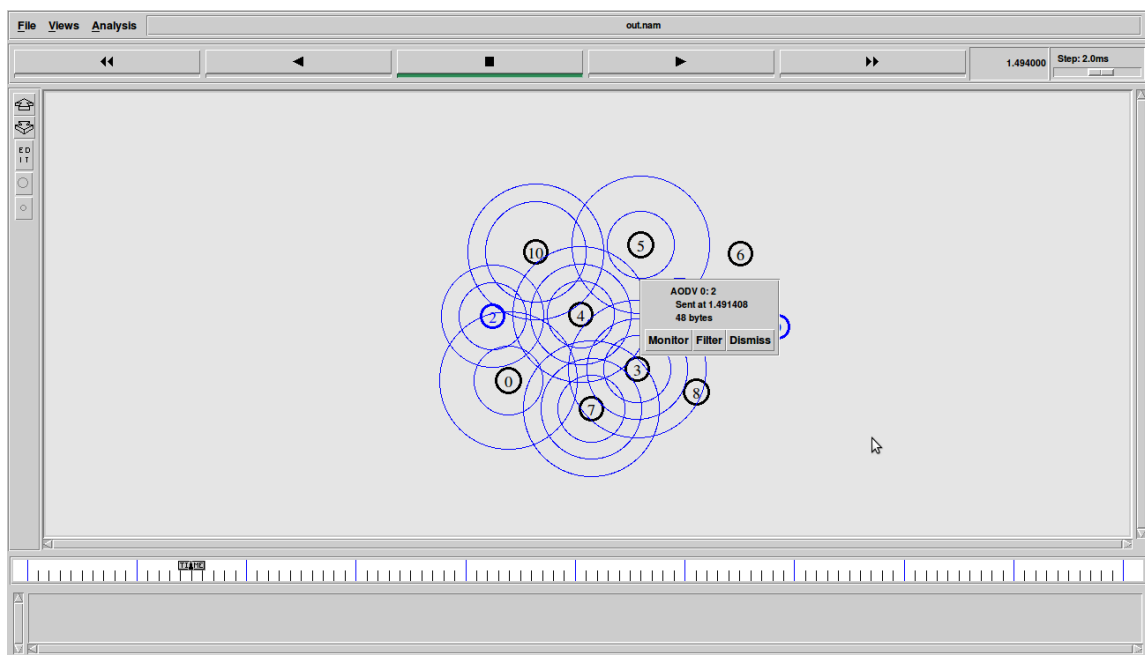 File Views Analysis out.nam
1.494000 Step: 2.0ms
ED
IT
10
5
6
AODV 0: 2
Sent at 1.491408
48 bytes
Monitor Filter Dismiss
2
4
3
0
8
7
TIME